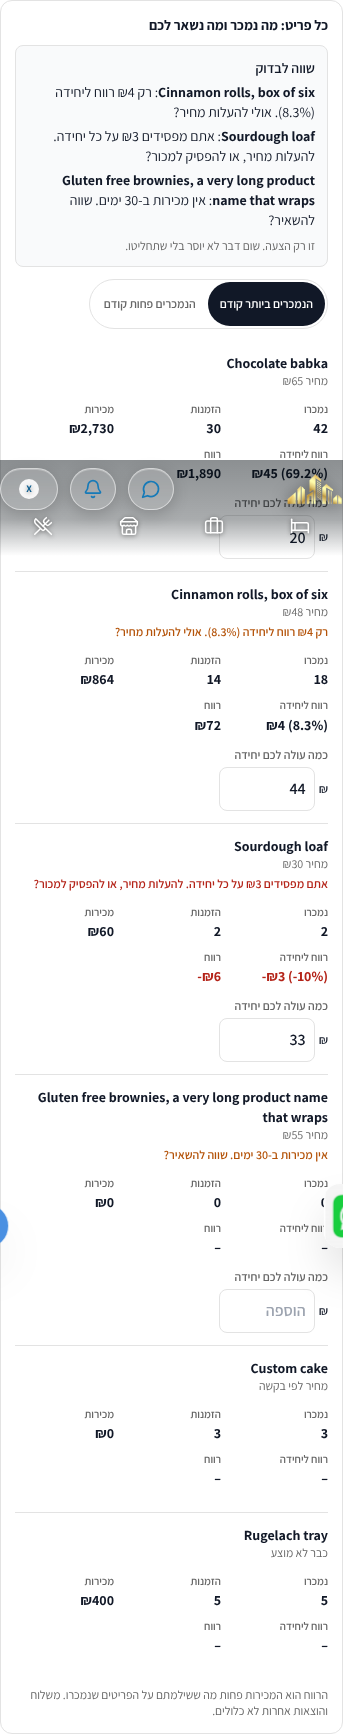 כל פריט: מה נמכר ומה נשאר לכם
שווה לבדוק
Cinnamon rolls, box of six: רק ₪4 רווח ליחידה
(8.3%). אולי להעלות מחיר?
Sourdough loaf: אתם מפסידים ₪3 על כל יחידה.
להעלות מחיר, או להפסיק למכור?
Gluten free brownies, a very long product
name that wraps: אין מכירות ב-30 ימים. שווה
להשאיר?
זו רק הצעה. שום דבר לא יוסר בלי שתחליטו.
הנמכרים ביותר קודם
הנמכרים פחות קודם
Chocolate babka
מחיר ₪65
נמכרו הזמנות מכירות
42 30 ₪2,730
רווח ליחידה רווח
₪45 (69.2%) ₪1,890
X
כמה עולה לכם יחידה
₪ 20
Cinnamon rolls, box of six
מחיר ₪48
רק ₪4 רווח ליחידה (8.3%). אולי להעלות מחיר?
נמכרו הזמנות מכירות
18 14 ₪864
רווח ליחידה רווח
₪4 (8.3%) ₪72
כמה עולה לכם יחידה
₪ 44
Sourdough loaf
מחיר ₪30
אתם מפסידים ₪3 על כל יחידה. להעלות מחיר, או להפסיק למכור?
נמכרו הזמנות מכירות
2 2 ₪60
רווח ליחידה רווח
-₪3 (-10%) -₪6
כמה עולה לכם יחידה
₪ 33
Gluten free brownies, a very long product name
that wraps
מחיר ₪55
אין מכירות ב-30 ימים. שווה להשאיר?
נמכרו הזמנות מכירות
0 0 ₪0
רווח ליחידה רווח
– –
כמה עולה לכם יחידה
₪ הוספה
Custom cake
מחיר לפי בקשה
נמכרו הזמנות מכירות
3 3 ₪0
רווח ליחידה רווח
– –
Rugelach tray
כבר לא מוצע
נמכרו הזמנות מכירות
5 5 ₪400
רווח ליחידה רווח
– –
הרווח הוא המכירות פחות מה ששילמתם על הפריטים שנמכרו. משלוח
והוצאות אחרות לא כלולים.